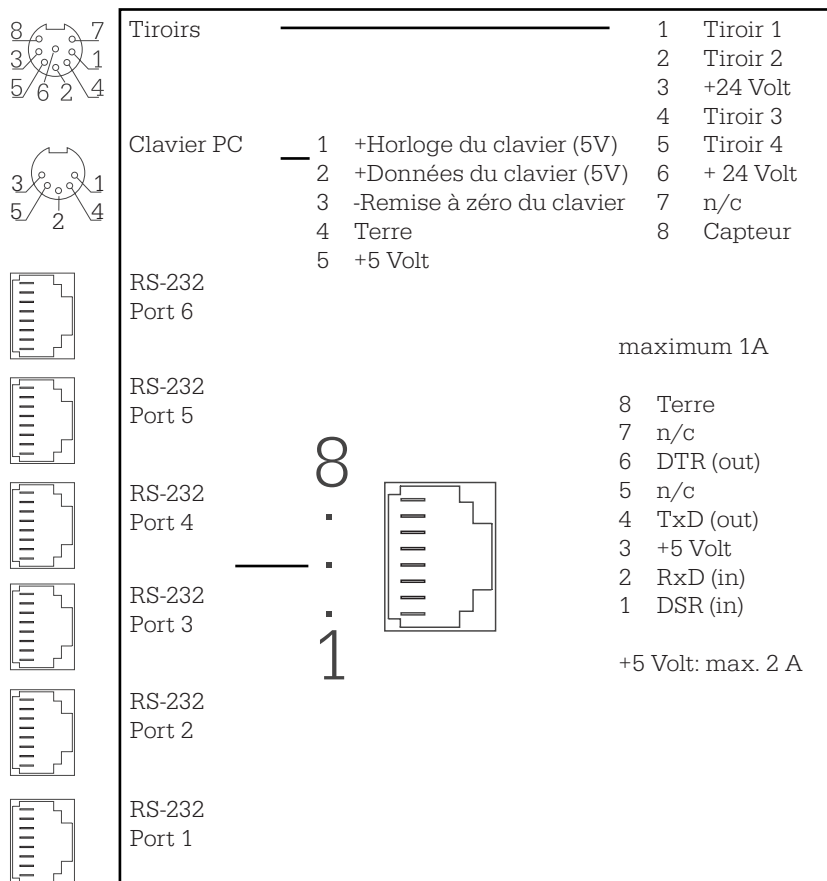 8 7
3 1
5 6 2 4
Tiroirs
1 Tiroir 1
2 Tiroir 2
3 +24 Volt
4 Tiroir 3
5 Tiroir 4
6 + 24 Volt
7 n/c
8 Capteur
3 1
5 2 4
Clavier PC
1 +Horloge du clavier (5V)
2 +Données du clavier (5V)
3 -Remise à zéro du clavier
4 Terre
5 +5 Volt
RS-232
Port 6
RS-232
Port 5
RS-232
Port 4
RS-232
Port 3
RS-232
Port 2
RS-232
Port 1
8
1
maximum 1A
8 Terre
7 n/c
6 DTR (out)
5 n/c
4 TxD (out)
3 +5 Volt
2 RxD (in)
1 DSR (in)
+5 Volt: max. 2 A